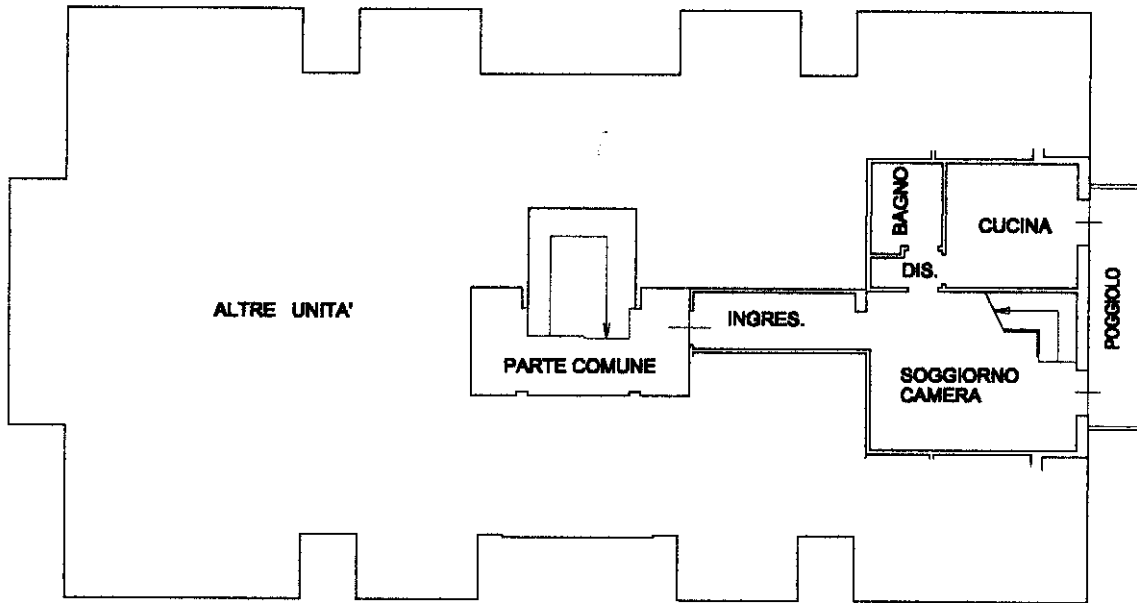 BAGNO
CUCINA
DIS.
ALTRE UNITA'
INGRES.
POGGIOLO
PARTE COMUNE
SOGGIORNO
CAMERA